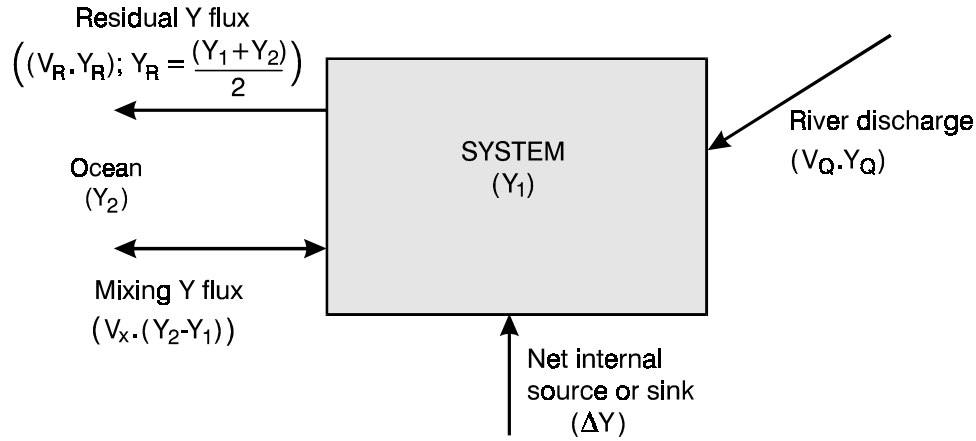 Residual Y flux
((V_R.Y_R); Y_R = (Y_1+Y_2)/2)
Ocean
(Y_2)
Mixing Y flux
(V_x.(Y_2-Y_1))
SYSTEM
(Y_1)
River discharge
(V_Q.Y_Q)
Net internal
source or sink
(ΔY)